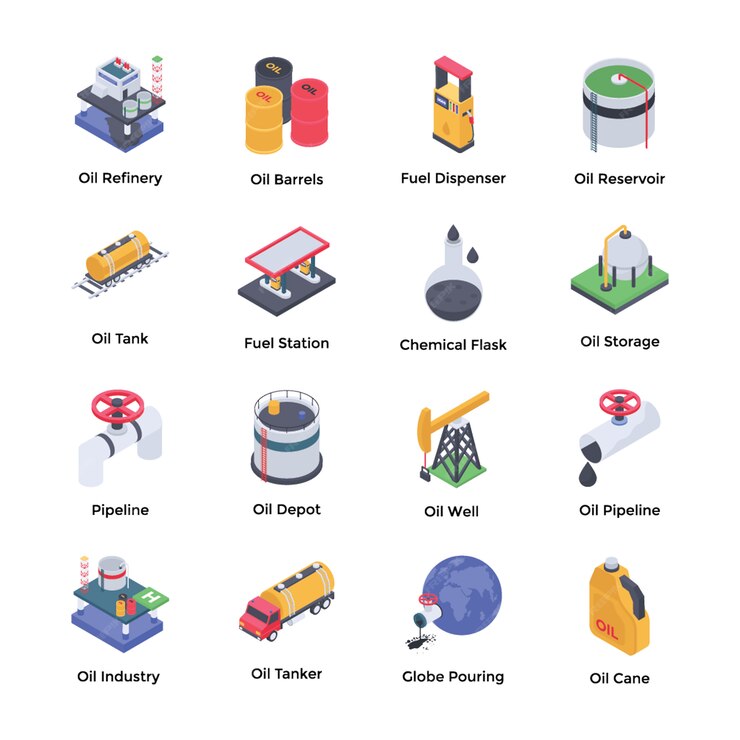 OIL
OIL
OIL
Oil Refinery
Oil Barrels
Fuel Dispenser
Oil Reservoir
Oil Tank
Fuel Station
Chemical Flask
Oil Storage
Pipeline
Oil Depot
Oil Well
Oil Pipeline
H
OIL
Oil Industry
Oil Tanker
Globe Pouring
Oil Cane